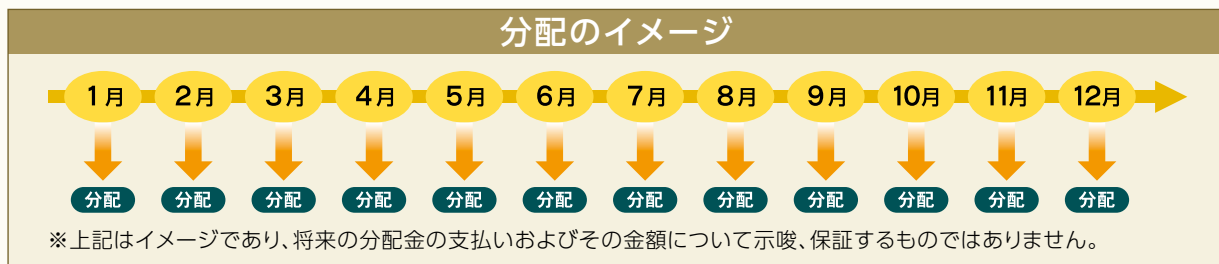 分配のイメージ
1月 2月 3月 4月 5月 6月 7月 8月 9月 10月 11月 12月
分配 分配 分配 分配 分配 分配 分配 分配 分配 分配 分配 分配
※上記はイメージであり、将来の分配金の支払いおよびその金額について示唆、保証するものではありません。